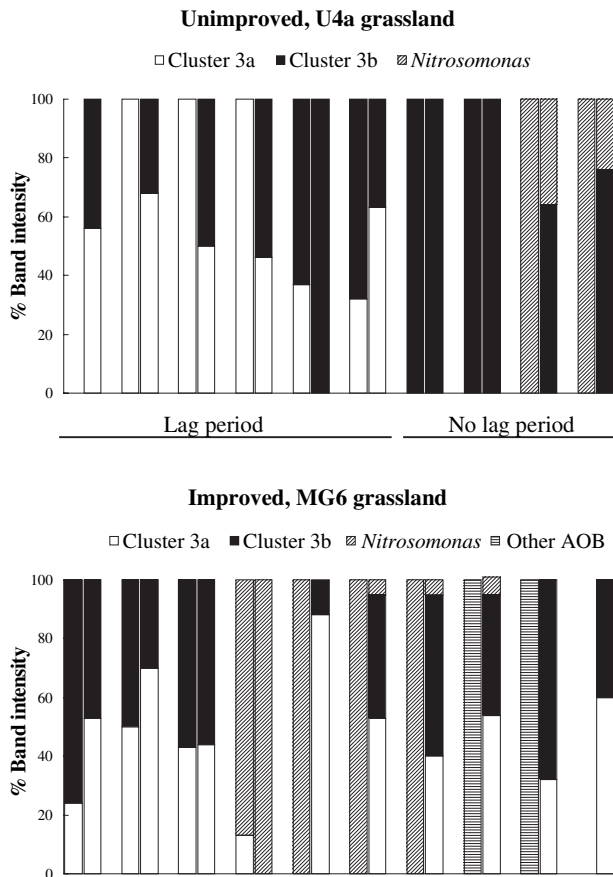 Unimproved, U4a grassland
Cluster 3a Cluster 3b Nitrosomonas
100
80
60
40
20
0
% Band intensity
Lag period No lag period
Improved, MG6 grassland
Cluster 3a Cluster 3b Nitrosomonas Other AOB
100
80
60
40
20
0
% Band intensity